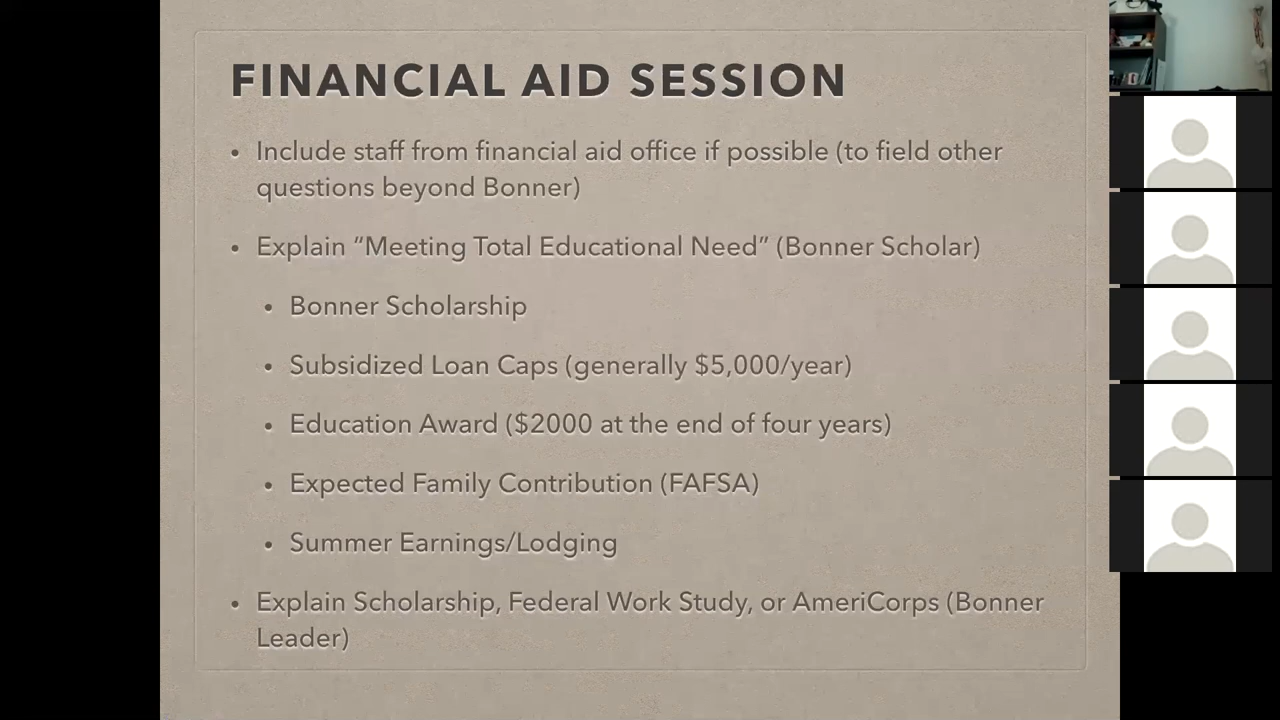 FINANCIAL AID SESSION
• Include staff from financial aid office if possible (to field other
questions beyond Bonner)
• Explain “Meeting Total Educational Need” (Bonner Scholar)
• Bonner Scholarship
• Subsidized Loan Caps (generally $5,000/year)
• Education Award ($2000 at the end of four years)
• Expected Family Contribution (FAFSA)
• Summer Earnings/Lodging
• Explain Scholarship, Federal Work Study, or AmeriCorps (Bonner
Leader)